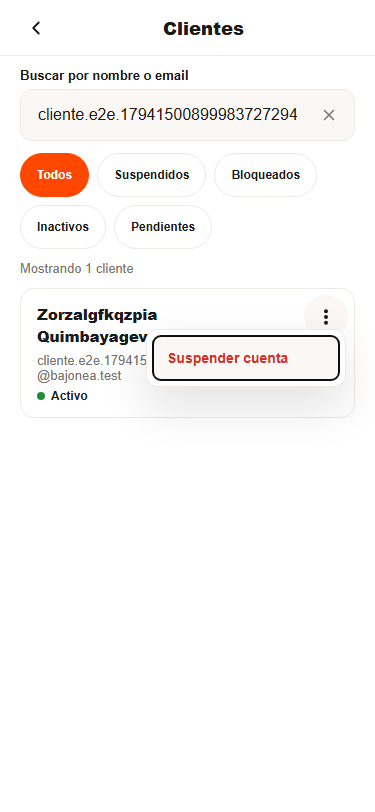 Clientes
Buscar por nombre o email
cliente.e2e.17941500899983727294
Todos
Suspendidos
Bloqueados
Inactivos
Pendientes
Mostrando 1 cliente
Zorzalgfkqzpia
Quimbayagev
Suspender cuenta
cliente.e2e.179415
@bajonea.test
Activo